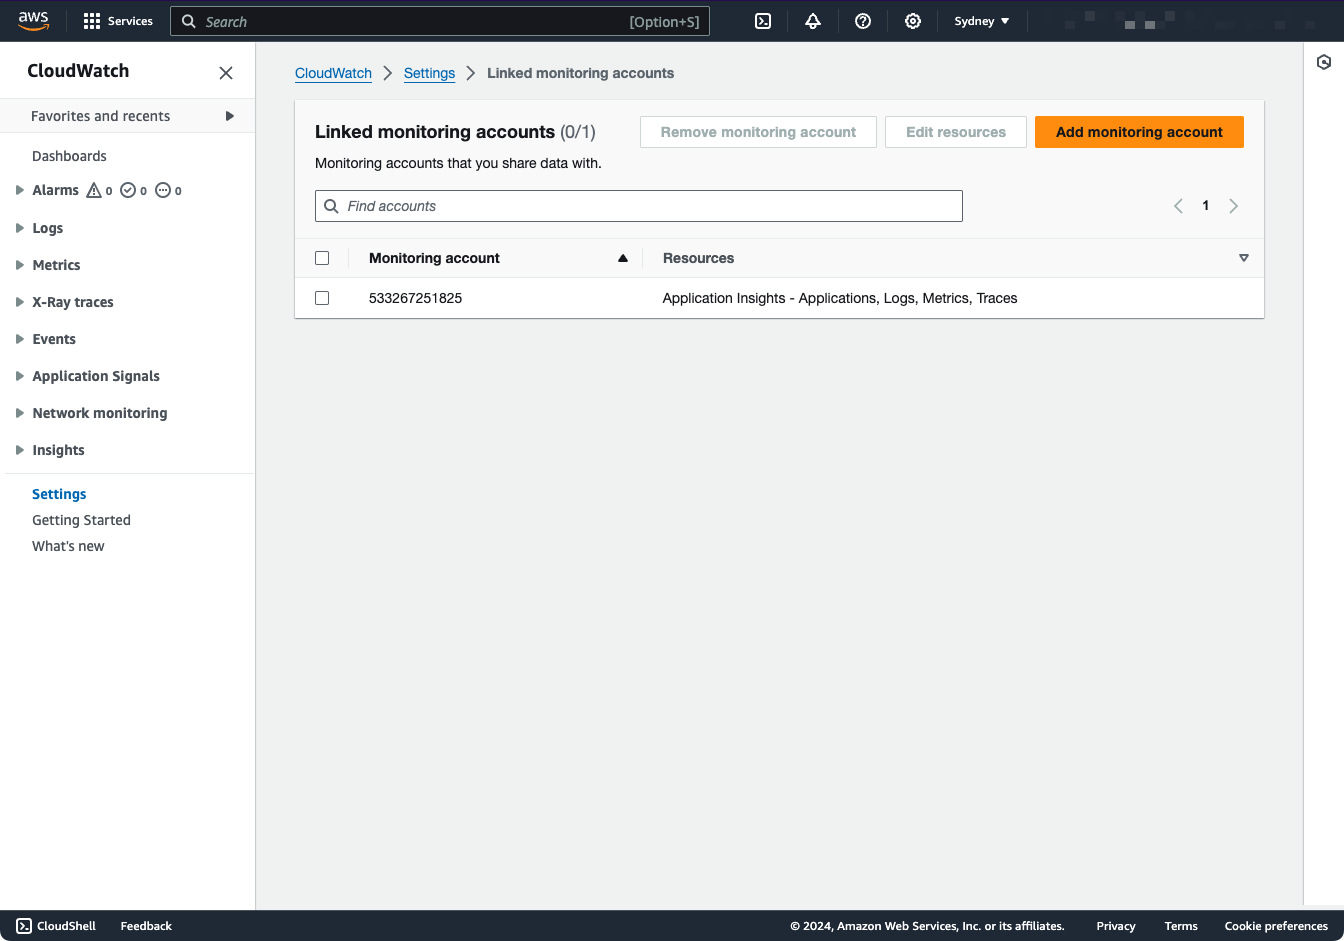 aws
Services
Search
[Option+S]
Sydney
CloudWatch
Favorites and recents
Dashboards
Alarms 0 0 0
Logs
Metrics
X-Ray traces
Events
Application Signals
Network monitoring
Insights
Settings
Getting Started
What's new
CloudWatch Settings Linked monitoring accounts
Linked monitoring accounts (0/1)
Remove monitoring account
Edit resources
Add monitoring account
Monitoring accounts that you share data with.
Find accounts
1
Monitoring account Resources
533267251825 Application Insights - Applications, Logs, Metrics, Traces
CloudShell
Feedback
© 2024, Amazon Web Services, Inc. or its affiliates.
Privacy
Terms
Cookie preferences